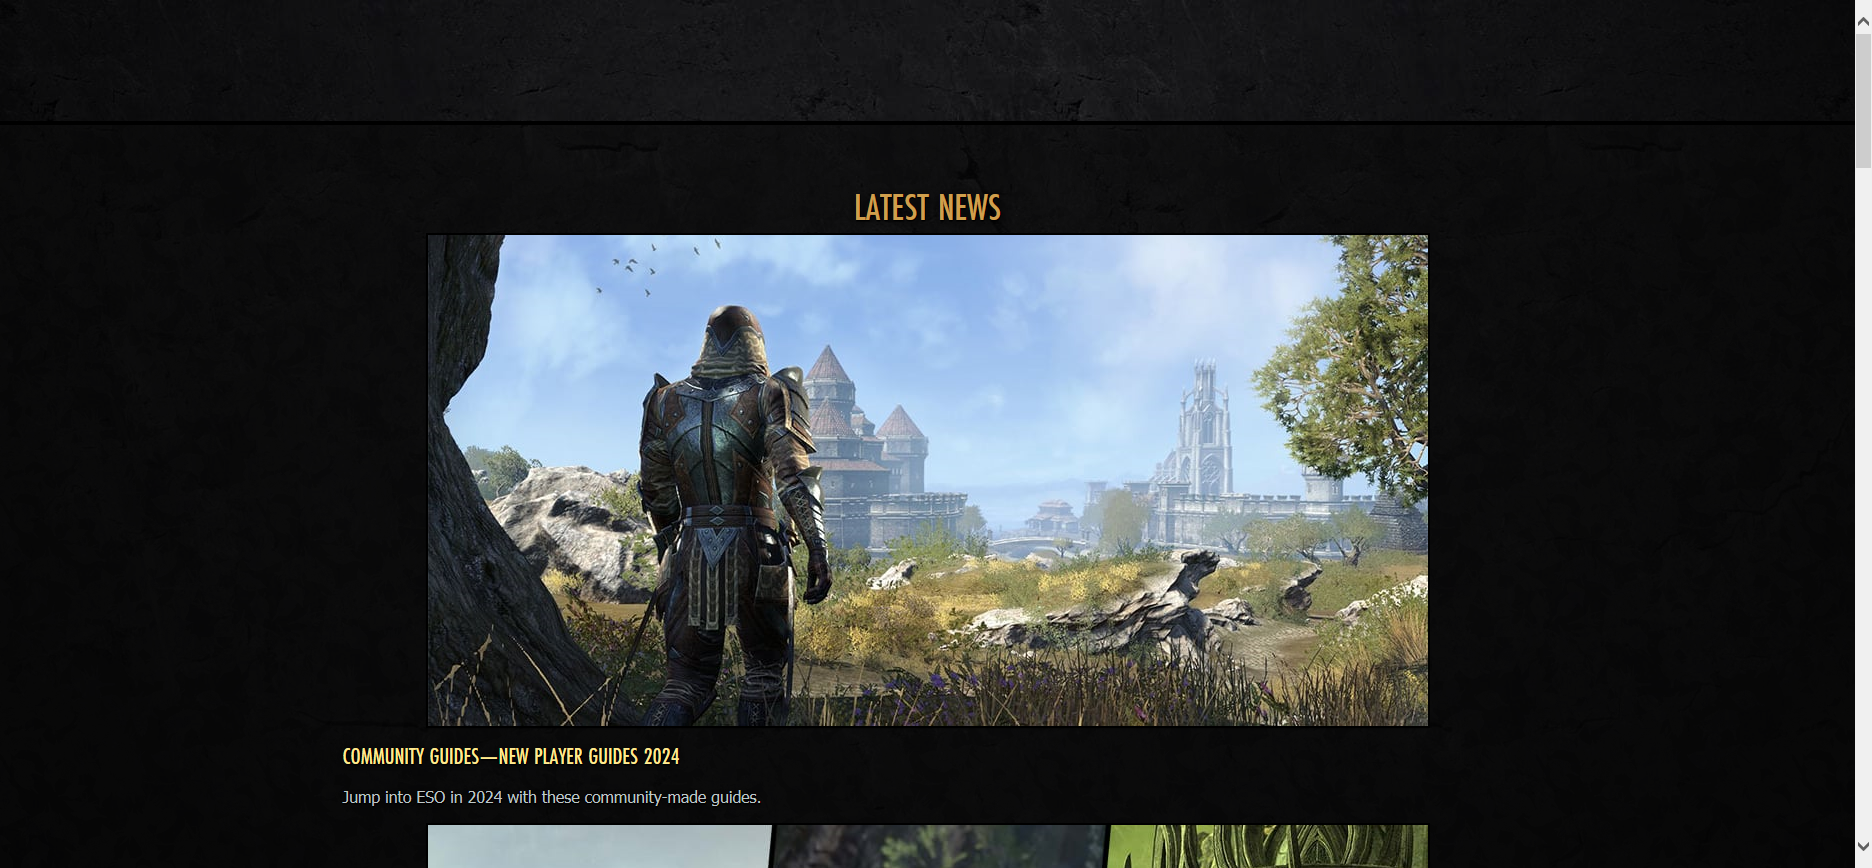 LATEST NEWS
COMMUNITY GUIDES—NEW PLAYER GUIDES 2024
Jump into ESO in 2024 with these community-made guides.